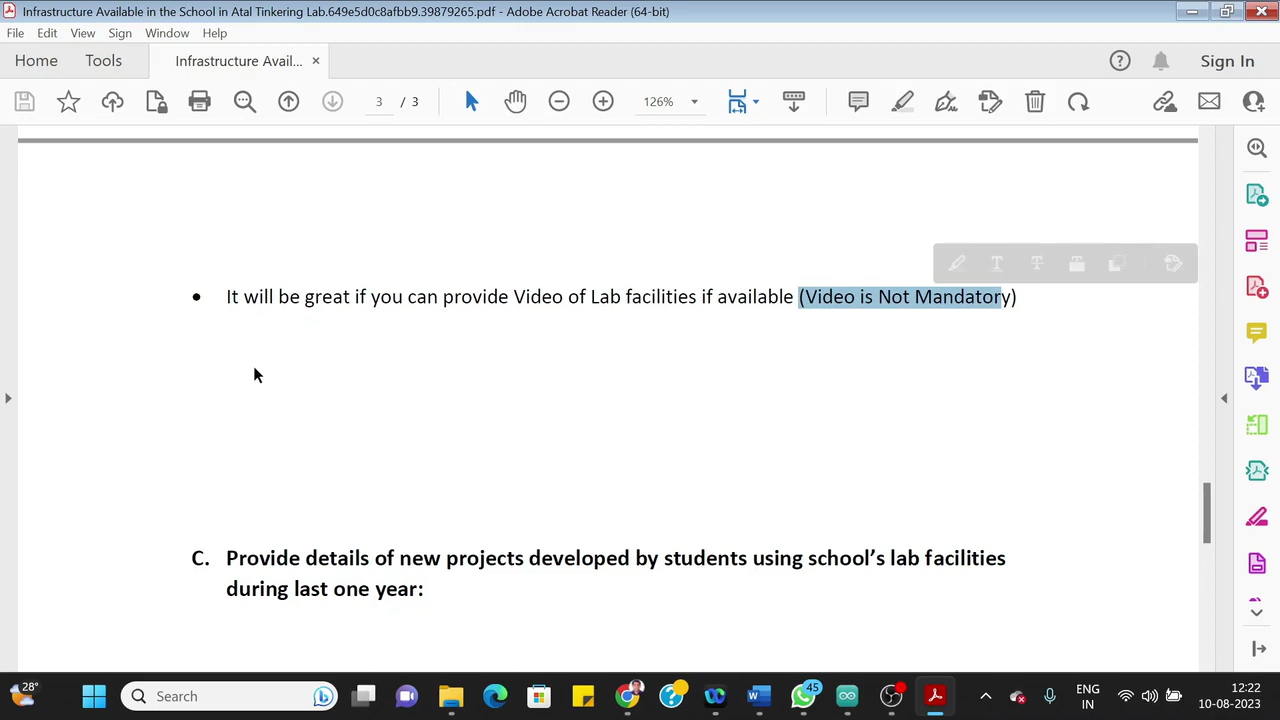 Infrastructure Available in the School in Atal Tinkering Lab.649e5d0c8afbb9.39879265.pdf - Adobe Acrobat Reader (64-bit)
File Edit View Sign Window Help
Home Tools Infrastructure Avail... × Sign In
3 / 3 126%
• It will be great if you can provide Video of Lab facilities if available (Video is Not Mandatory)
C. Provide details of new projects developed by students using school's lab facilities
during last one year:
28° Search 45 ENG 12:22
IN 10-08-2023